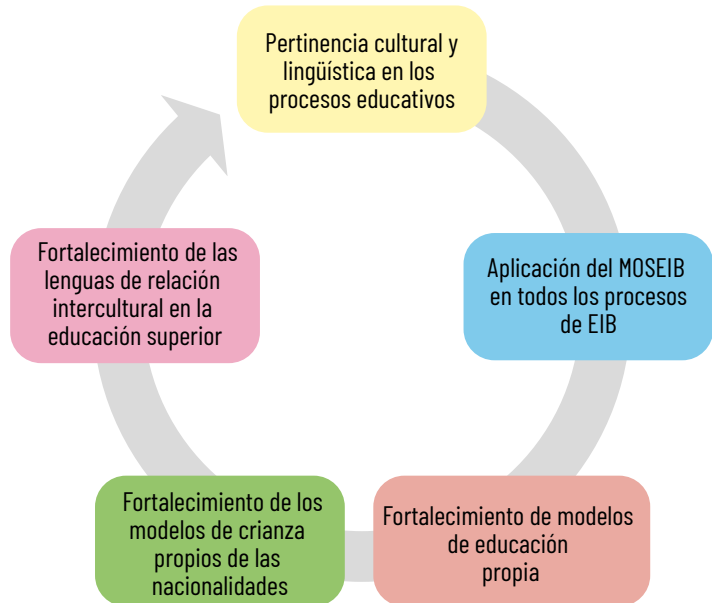 Pertinencia cultural y
lingüística en los
procesos educativos
Aplicación del MOSEIB
en todos los procesos
de EIB
Fortalecimiento de modelos
de educación
propia
Fortalecimiento de los
modelos de crianza
propios de las
nacionalidades
Fortalecimiento de las
lenguas de relación
intercultural en la
educación superior